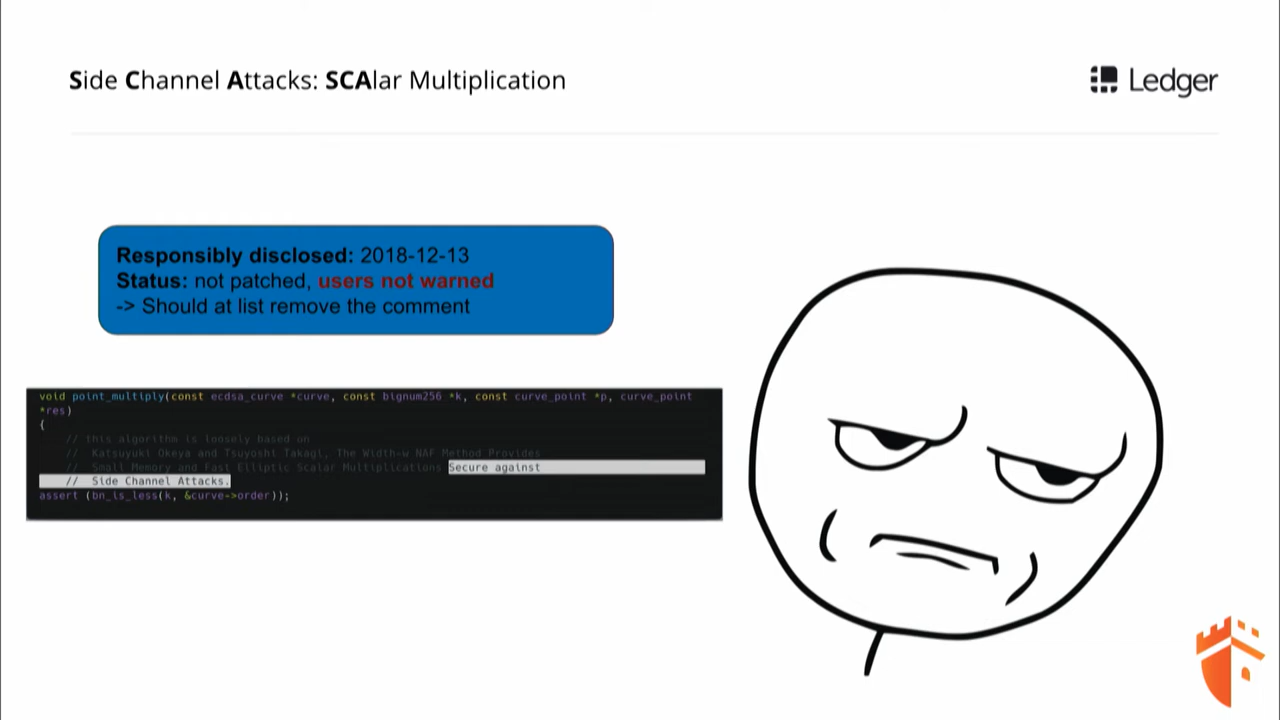 Side Channel Attacks: SCAlar Multiplication
Ledger
Responsibly disclosed: 2018-12-13
Status: not patched, users not warned
-> Should at list remove the comment
void point_multiply(const ecdsa_curve *curve, const bignum256 *k, const curve_point *p, curve_point
*res)
{
// this algorithm is loosely based on
// Katsuyuki Okeya and Tsuyoshi Takagi, The Width-w NAF Method Provides
// Small Memory and Fast Elliptic Scalar Multiplications Secure against
// Side Channel Attacks.
assert (bn_is_less(k, &curve->order));